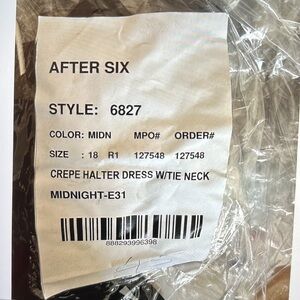 AFTER SIX
STYLE: 6827
COLOR: MIDN MPO# ORDER#
SIZE : 18 R1 127548 127548
CREPE HALTER DRESS W/TIE NECK
MIDNIGHT-E31
888293996398